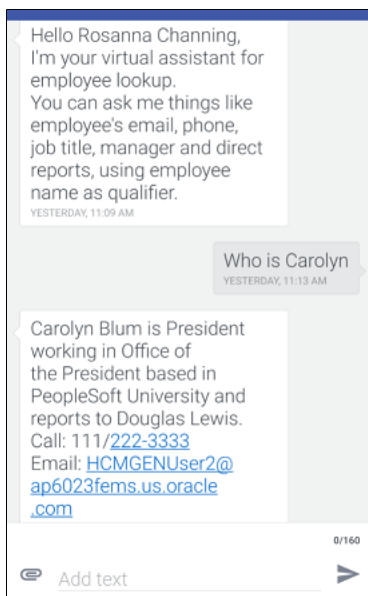 Hello Rosanna Channing,
I'm your virtual assistant for
employee lookup.
You can ask me things like
employee's email, phone,
job title, manager and direct
reports, using employee
name as qualifier.
YESTERDAY, 11:09 AM
Who is Carolyn
YESTERDAY, 11:13 AM
Carolyn Blum is President
working in Office of
the President based in
PeopleSoft University and
reports to Douglas Lewis.
Call: 111/222-3333
Email: HCMGENUser2@
ap6023fems.us.oracle
.com
0/160
Add text